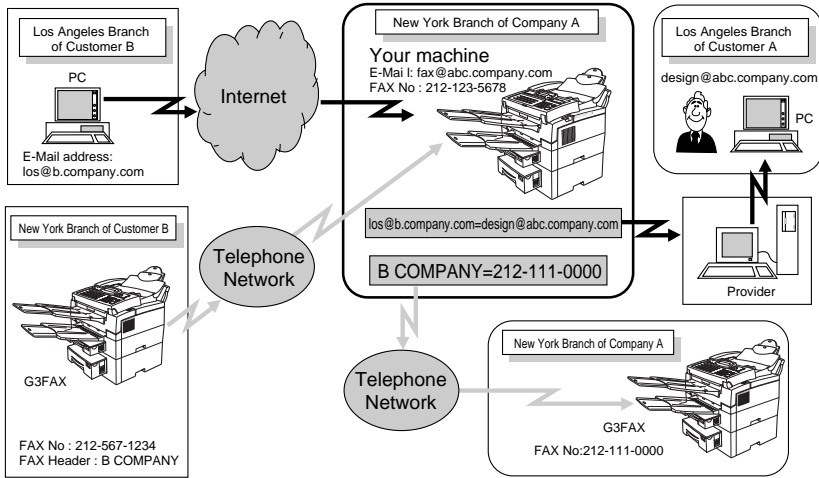 Los Angeles Branch
of Customer B
PC
E-Mail address:
los@b.company.com
Internet
New York Branch of Company A
Your machine
E-Mai l: fax@abc.company.com
FAX No : 212-123-5678
los@b.company.com=design@abc.company.com
B COMPANY=212-111-0000
Los Angeles Branch
of Customer A
design@abc.company.com
PC
Provider
New York Branch of Customer B
G3FAX
FAX No : 212-567-1234
FAX Header : B COMPANY
Telephone
Network
Telephone
Network
New York Branch of Company A
G3FAX
FAX No:212-111-0000